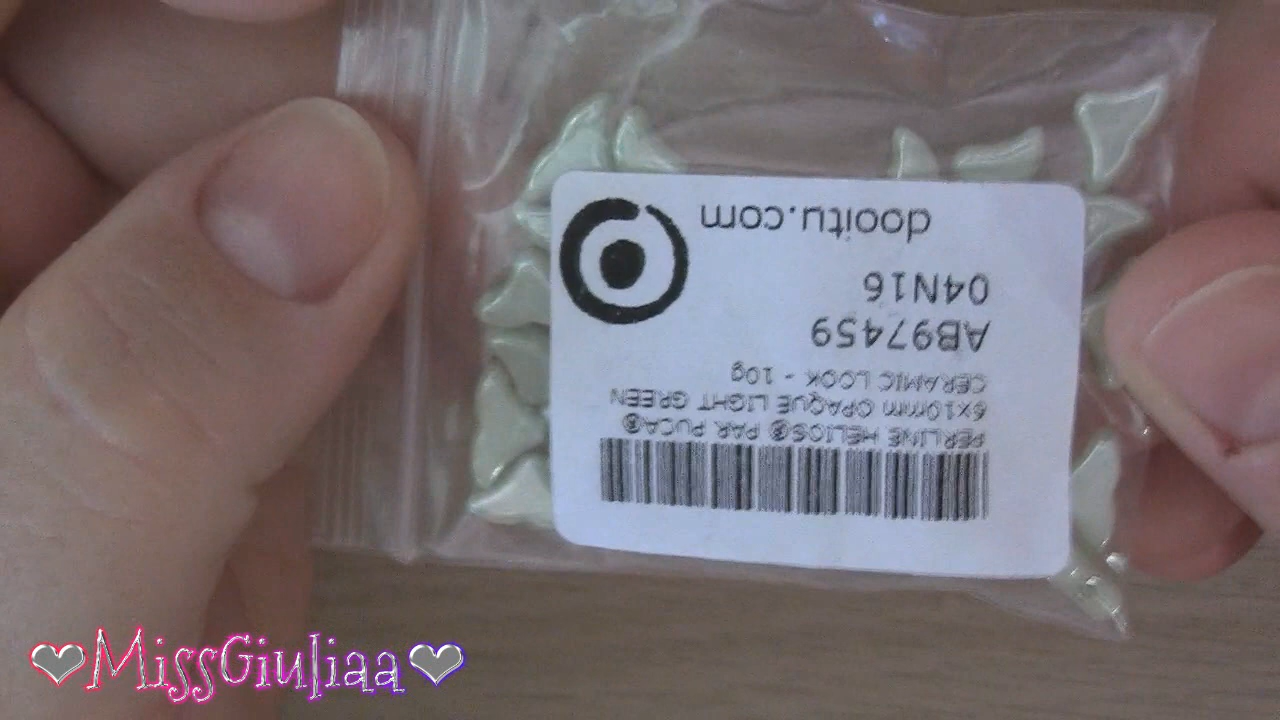 dooitu.com
04N16
AB97459
PERLINE HELIOS® PAR PUCA®
6x10mm OPAQUE LIGHT GREEN
CERAMIC LOOK - 10g
MissGiuliaa